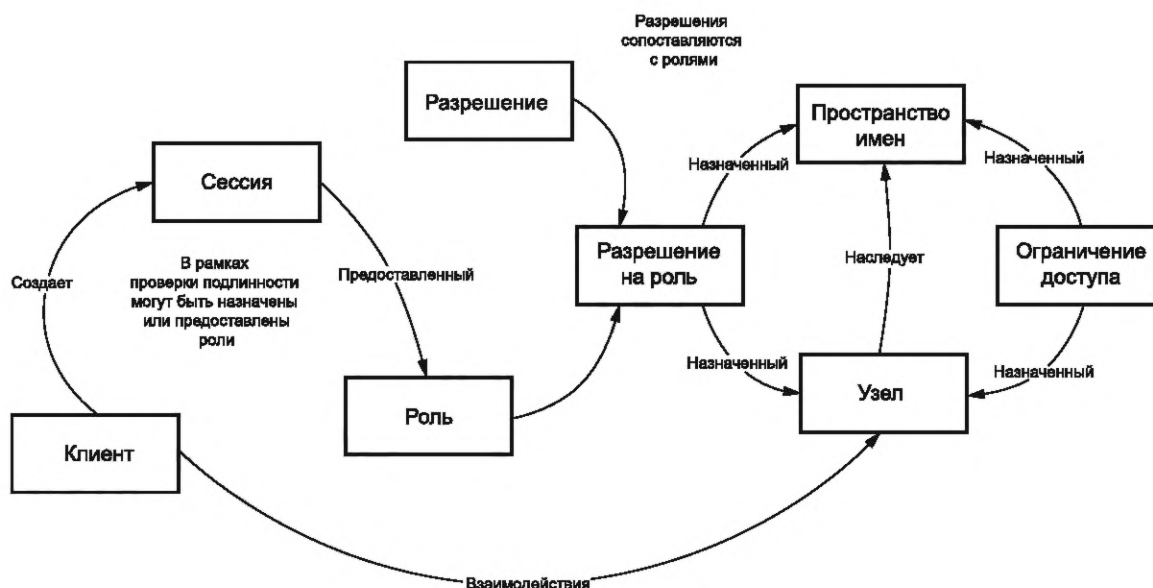 Разрешения
сопоставляются
с ролями
Разрешение
Пространство
имен
Назначенный
Назначенный
Сессия
Разрешение
на роль
Наследует
Ограничение
доступа
Создает
В рамках
проверки подлинности
могут быть назначены
или предоставлены
роли
Предоставленный
Назначенный
Назначенный
Роль
Узел
Клиент
Взаимодействия